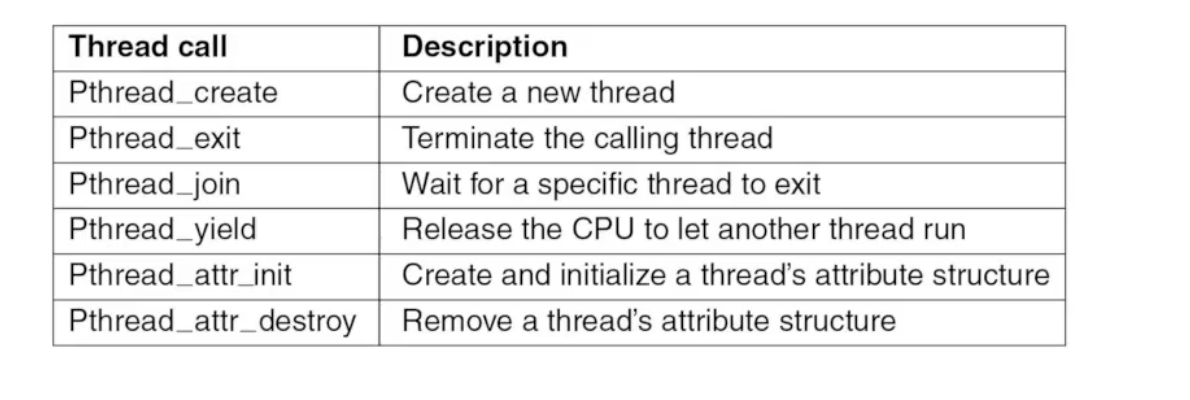 Thread call Description
Pthread_create Create a new thread
Pthread_exit Terminate the calling thread
Pthread_join Wait for a specific thread to exit
Pthread_yield Release the CPU to let another thread run
Pthread_attr_init Create and initialize a thread’s attribute structure
Pthread_attr_destroy Remove a thread’s attribute structure